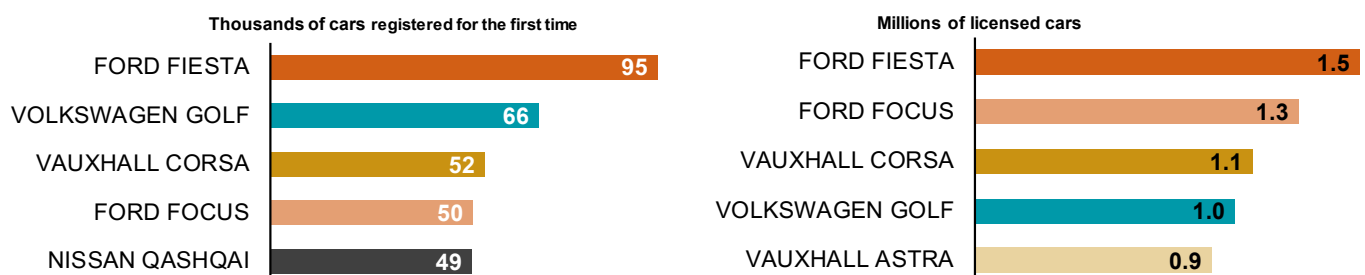 Thousands of cars registered for the first time
FORD FIESTA 95
VOLKSWAGEN GOLF 66
VAUXHALL CORSA 52
FORD FOCUS 50
NISSAN QASHQAI 49
Millions of licensed cars
FORD FIESTA 1.5
FORD FOCUS 1.3
VAUXHALL CORSA 1.1
VOLKSWAGEN GOLF 1.0
VAUXHALL ASTRA 0.9